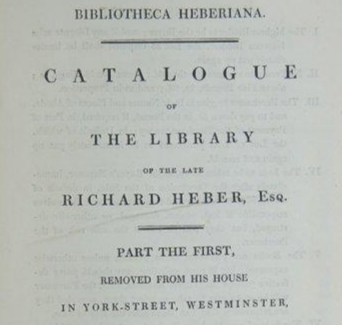 BIBLIOTHECA HEBERIANA.
CATALOGUE
OF
THE LIBRARY
OF THE LATE
RICHARD HEBER, ESQ.
PART THE FIRST,
REMOVED FROM HIS HOUSE
IN YORK-STREET, WESTMINSTER,